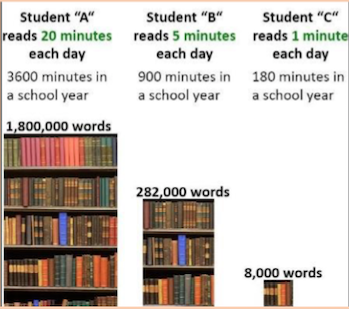 Student "A"
reads 20 minutes
each day
3600 minutes in
a school year
1,800,000 words
Student "B"
reads 5 minutes
each day
900 minutes in
a school year
282,000 words
Student "C"
reads 1 minute
each day
180 minutes in
a school year
8,000 words